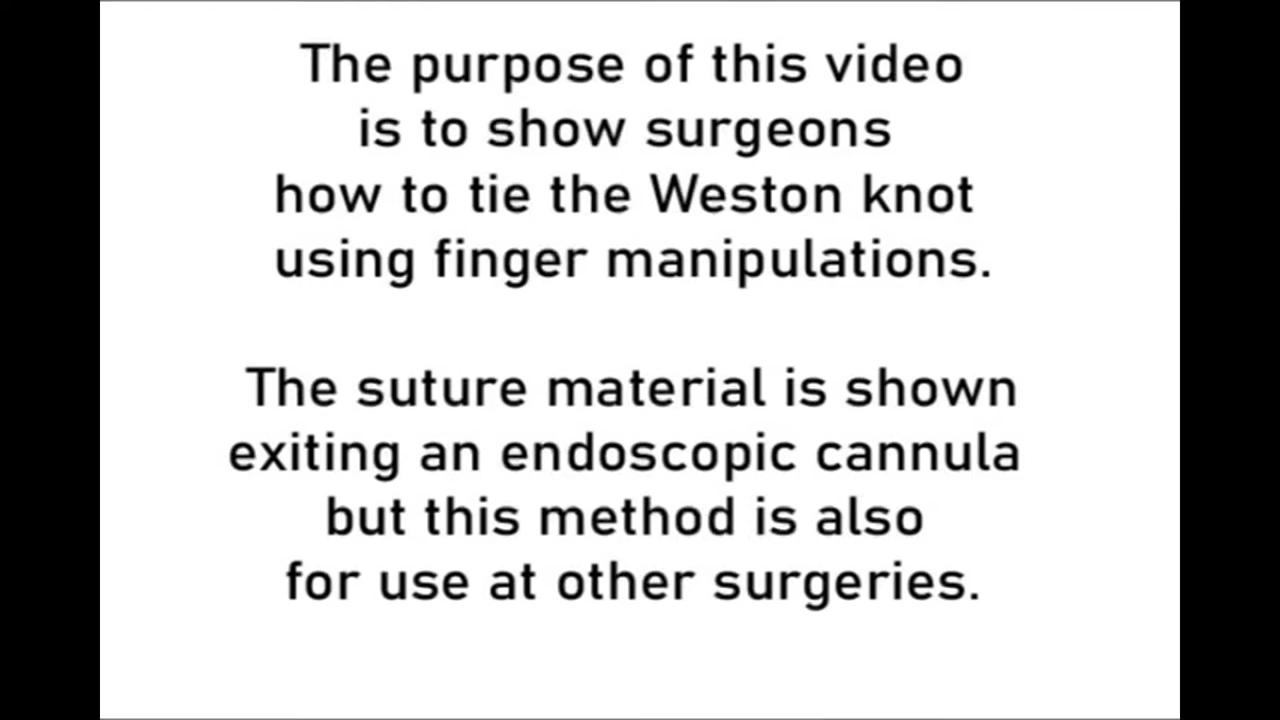 The purpose of this video
is to show surgeons
how to tie the Weston knot
using finger manipulations.
The suture material is shown
exiting an endoscopic cannula
but this method is also
for use at other surgeries.